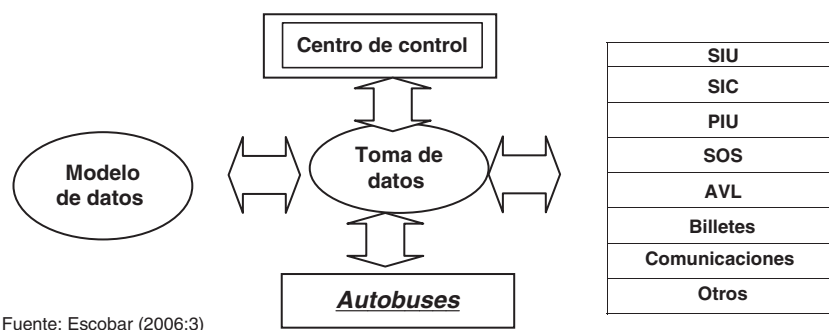 Centro de control
Modelo
de datos
Toma de
datos
Autobuses
SIU
SIC
PIU
SOS
AVL
Billetes
Comunicaciones
Otros
Fuente: Escobar (2006:3)